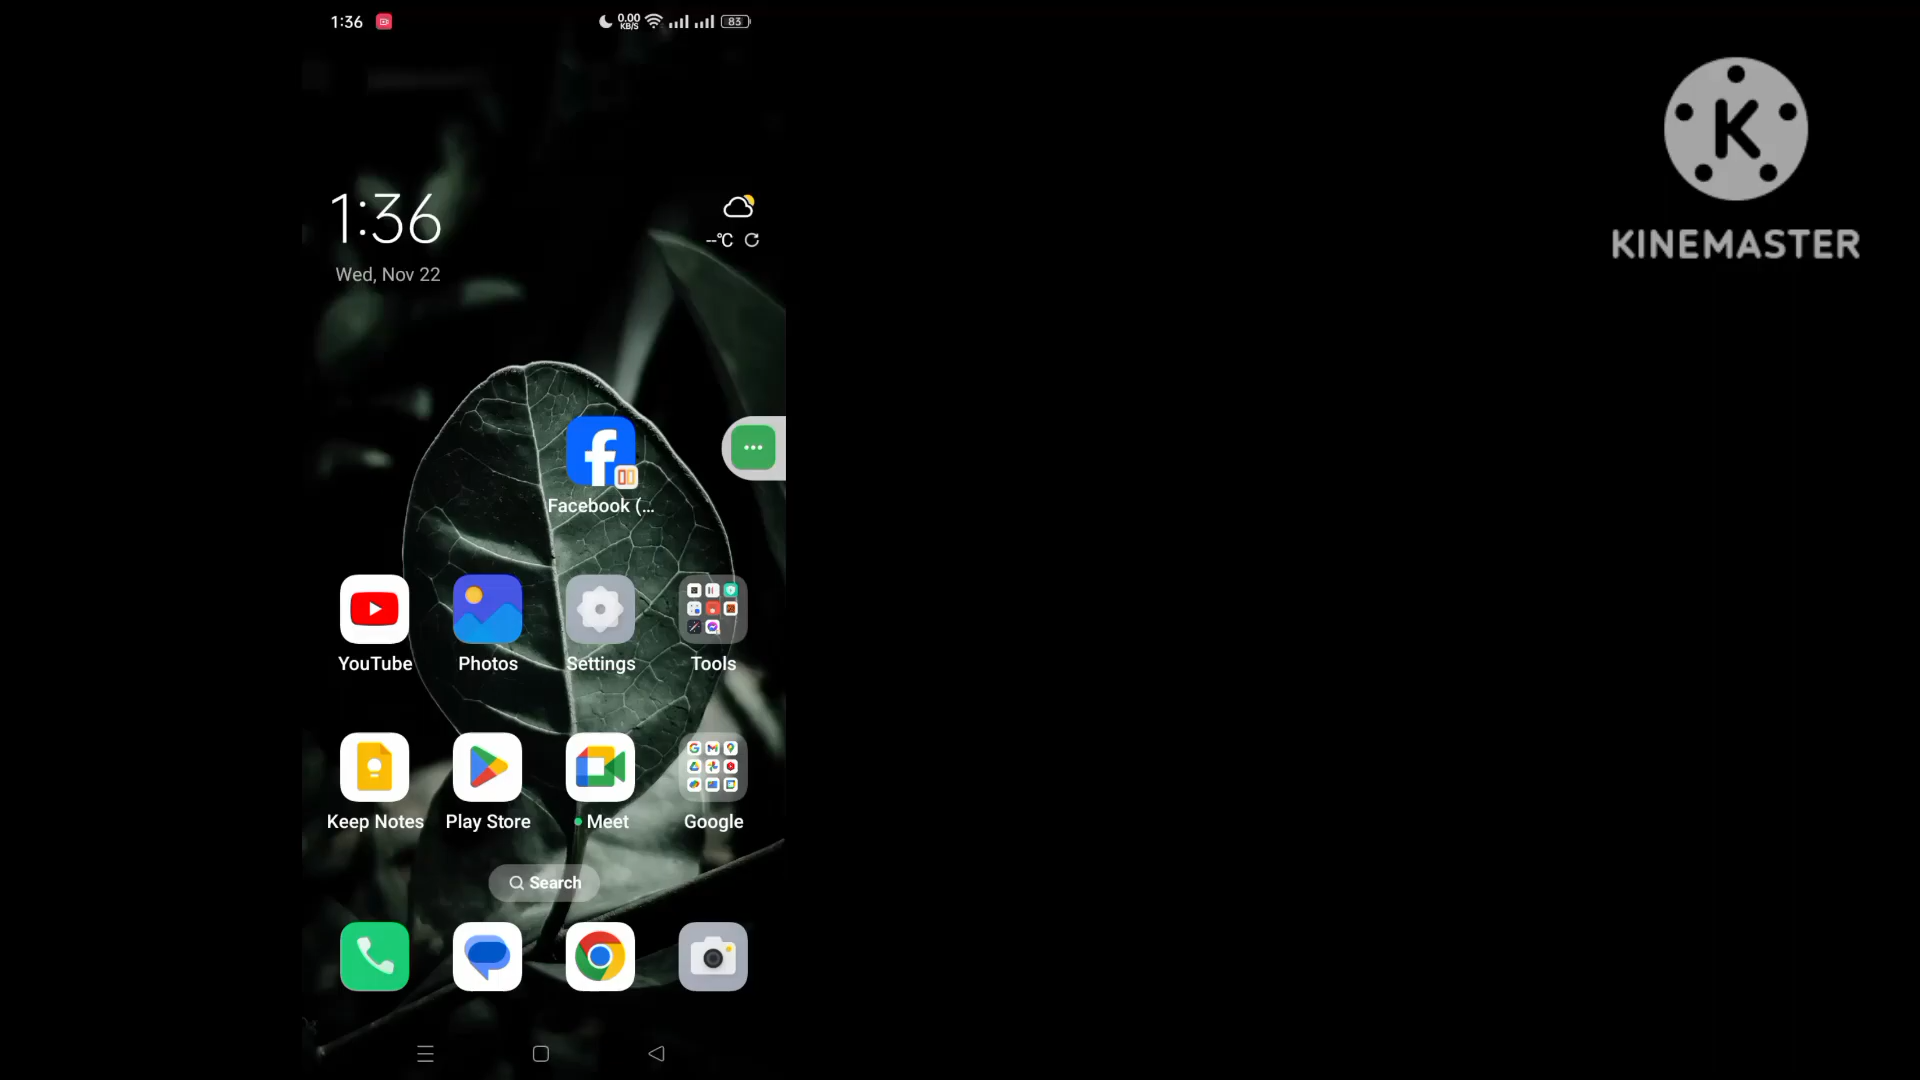 1:36
0.00
KB/S
83
KINEMASTER
1:36
--°C
Wed, Nov 22
Facebook (...
YouTube
Photos
Settings
Tools
Keep Notes
Play Store
Meet
Google
Search